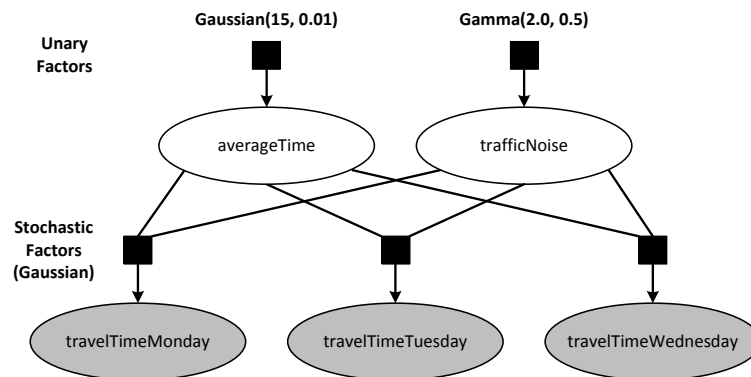 Gaussian(15, 0.01)
Gamma(2.0, 0.5)
Unary
Factors
averageTime
trafficNoise
Stochastic
Factors
(Gaussian)
travelTimeMonday
travelTimeTuesday
travelTimeWednesday